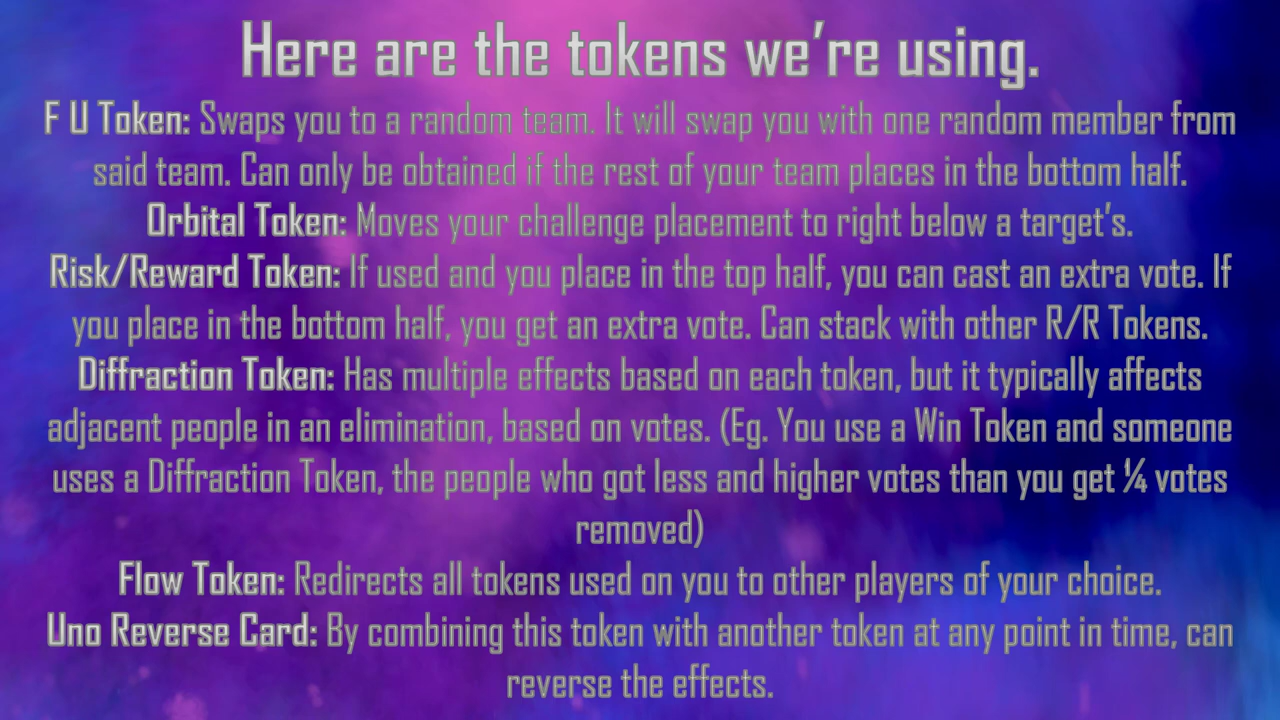 Here are the tokens we're using.
F U Token: Swaps you to a random team. It will swap you with one random member from
said team. Can only be obtained if the rest of your team places in the bottom half.
Orbital Token: Moves your challenge placement to right below a target's.
Risk/Reward Token: If used and you place in the top half, you can cast an extra vote. If
you place in the bottom half, you get an extra vote. Can stack with other R/R Tokens.
Diffraction Token: Has multiple effects based on each token, but it typically affects
adjacent people in an elimination, based on votes. (Eg. You use a Win Token and someone
uses a Diffraction Token, the people who got less and higher votes than you get ¼ votes
removed)
Flow Token: Redirects all tokens used on you to other players of your choice.
Uno Reverse Card: By combining this token with another token at any point in time, can
reverse the effects.